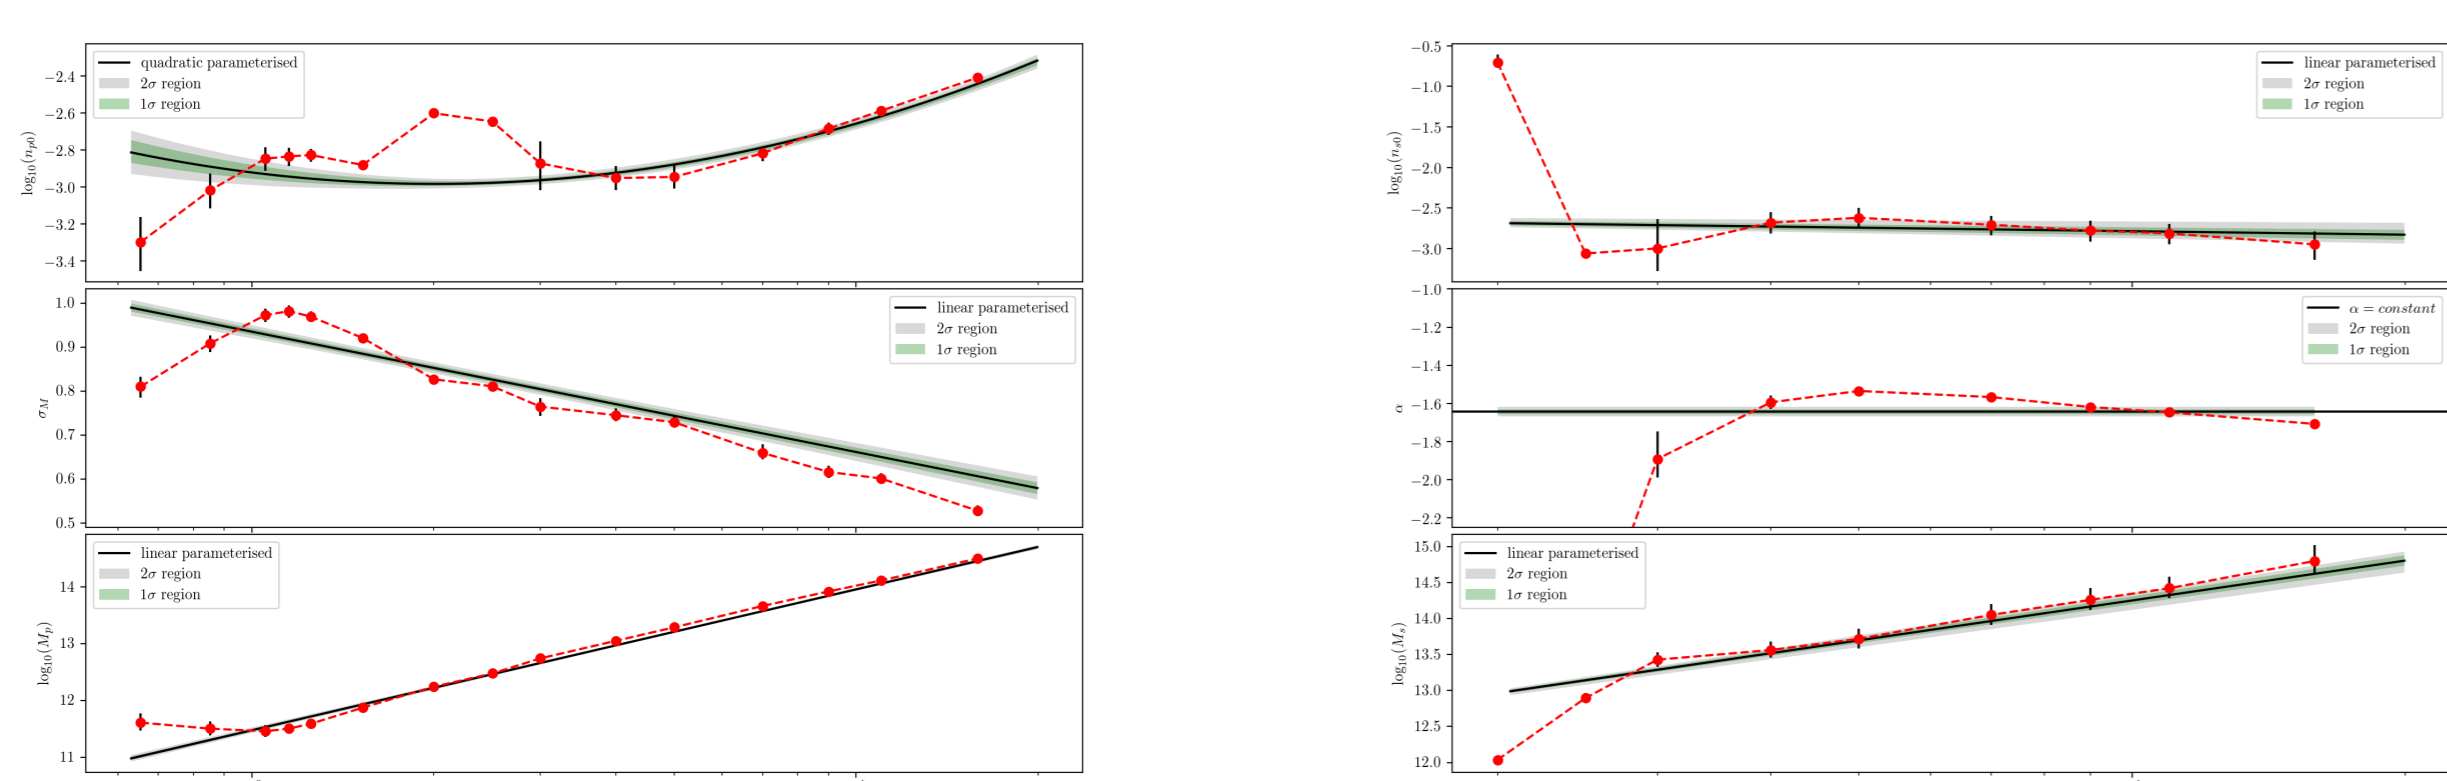 quadratic parameterised
2σ region
1σ region
log₁₀(nₚ₀)
−2.4
−2.6
−2.8
−3.0
−3.2
−3.4
linear parameterised
2σ region
1σ region
σ_M
1.0
0.9
0.8
0.7
0.6
0.5
linear parameterised
2σ region
1σ region
log₁₀(Mₚ)
14
13
12
11
linear parameterised
2σ region
1σ region
log₁₀(nₛ₀)
−0.5
−1.0
−1.5
−2.0
−2.5
−3.0
α = constant
2σ region
1σ region
α
−1.0
−1.2
−1.4
−1.6
−1.8
−2.0
−2.2
linear parameterised
2σ region
1σ region
log₁₀(Mₛ)
15.0
14.5
14.0
13.5
13.0
12.5
12.0